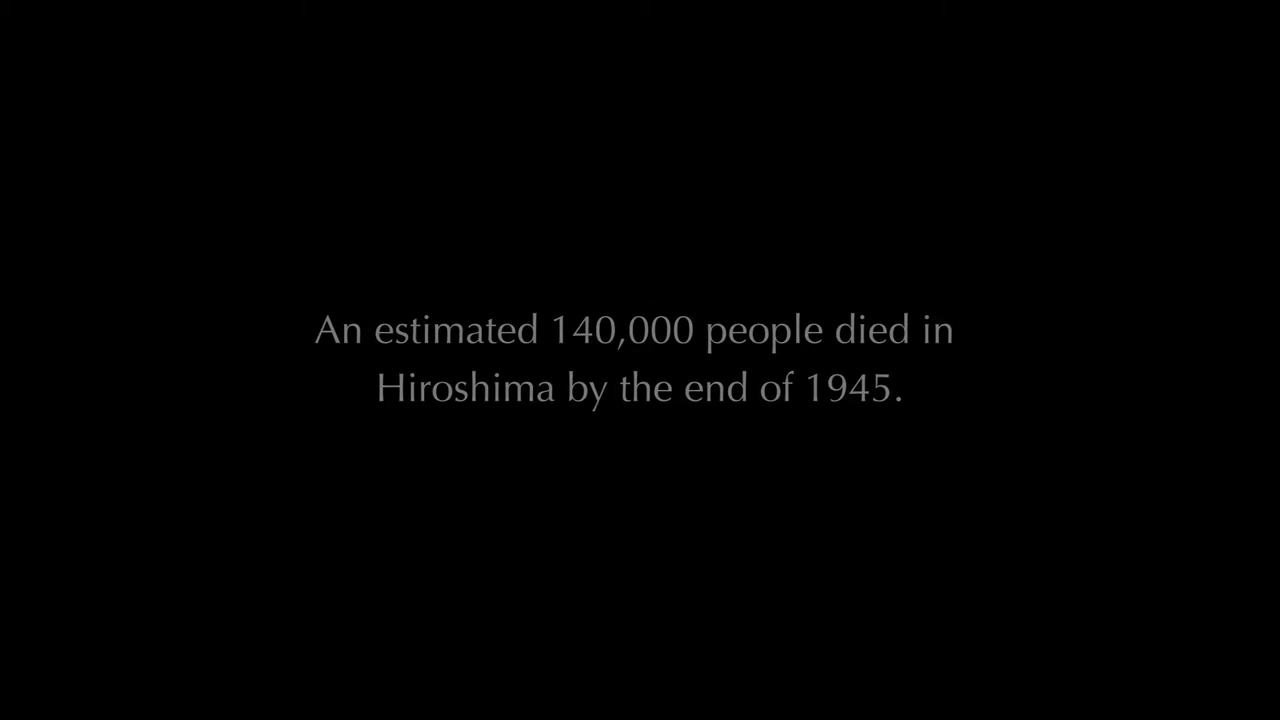 An estimated 140,000 people died in
Hiroshima by the end of 1945.